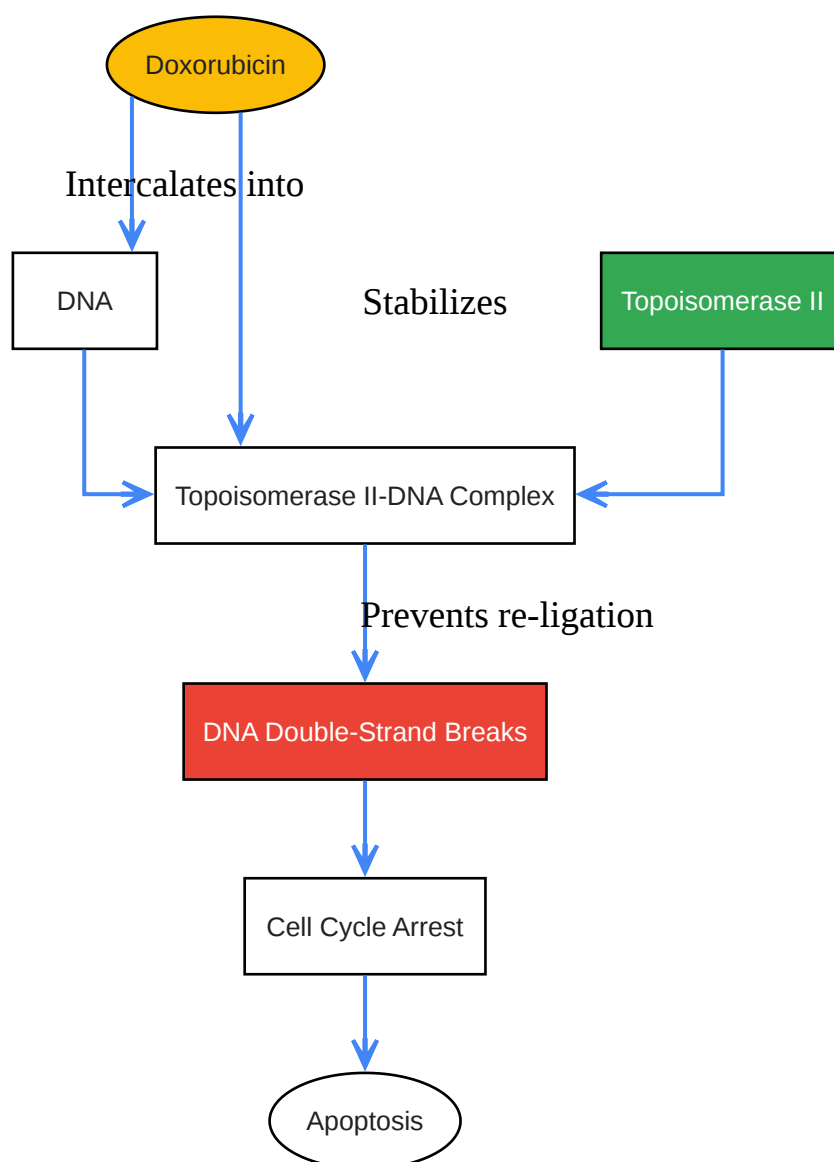 Doxorubicin
Intercalates into
DNA
Stabilizes
Topoisomerase II
Topoisomerase II-DNA Complex
Prevents re-ligation
DNA Double-Strand Breaks
Cell Cycle Arrest
Apoptosis